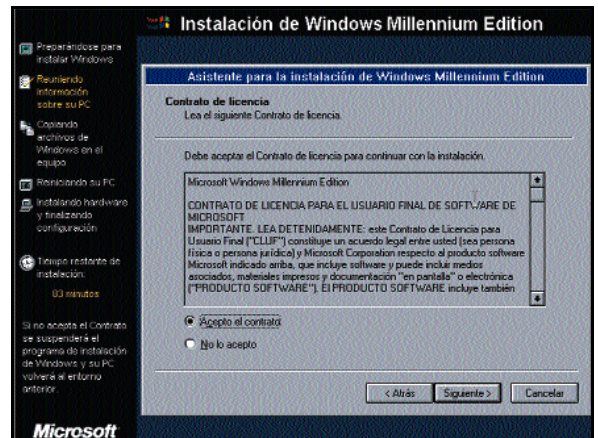 Instalación de Windows Millennium Edition
Preparándose para
instalar Windows
Reuniendo
información
sobre su PC
Copiando
archivos de
Windows en el
equipo
Reiniciando su PC
Instalando hardware
y finalizando
configuración
Tiempo restante de
instalación:
83 minutos
Si no acepta el Contrato
se suspenderá el
programa de instalación
de Windows y su PC
volverá al entorno
anterior.
Microsoft
Asistente para la instalación de Windows Millennium Edition
Contrato de licencia
Lea el siguiente Contrato de licencia.
Debe aceptar el Contrato de licencia para continuar con la instalación.
Microsoft Windows Millennium Edition
CONTRATO DE LICENCIA PARA EL USUARIO FINAL DE SOFTWARE DE
MICROSOFT
IMPORTANTE. LEA DETENIDAMENTE: este Contrato de Licencia para
Usuario Final ("CLUF") constituye un acuerdo legal entre usted (sea persona
física o persona jurídica) y Microsoft Corporation respecto al producto software
Microsoft indicado arriba, que incluye software y puede incluir medios
asociados, materiales impresos y documentación "en pantalla" o electrónica
("PRODUCTO SOFTWARE"). El PRODUCTO SOFTWARE incluye también
Acepto el contrato
No lo acepto
< Atrás
Siguiente >
Cancelar